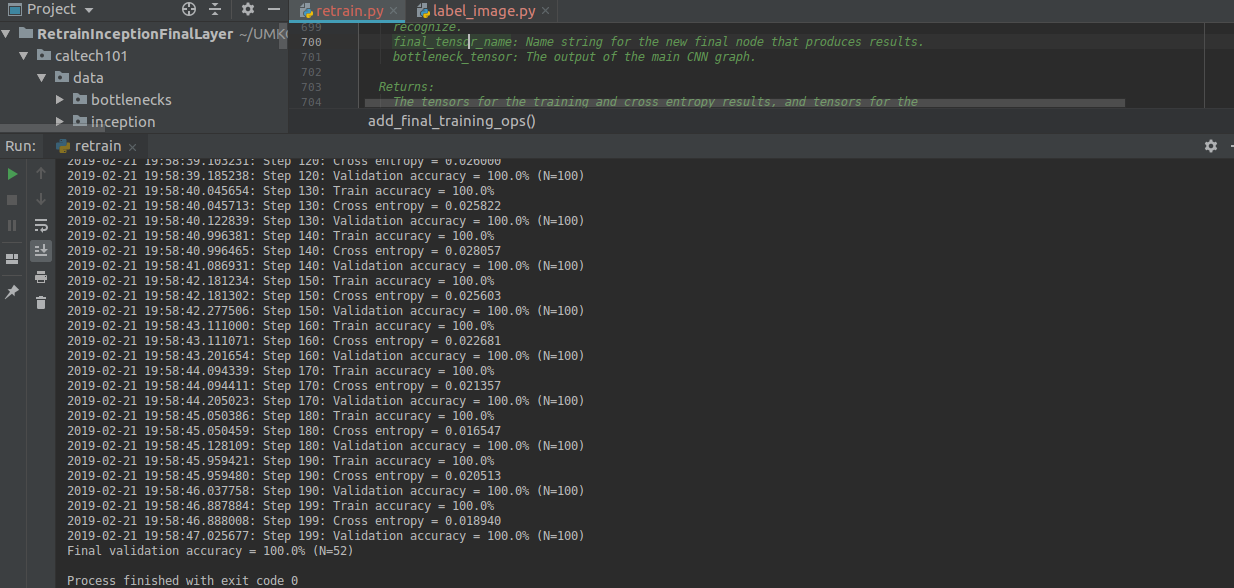 Project
retrain.py
label_image.py
RetrainInceptionFinalLayer ~/UMK
caltech101
data
bottlenecks
inception
699 recognize.
700 final_tensor_name: Name string for the new final node that produces results.
701 bottleneck_tensor: The output of the main CNN graph.
702
703 Returns:
704 The tensors for the training and cross entropy results, and tensors for the
add_final_training_ops()
Run: retrain
2019-02-21 19:58:39.103231: Step 120: Cross entropy = 0.026000
2019-02-21 19:58:39.185238: Step 120: Validation accuracy = 100.0% (N=100)
2019-02-21 19:58:40.045654: Step 130: Train accuracy = 100.0%
2019-02-21 19:58:40.045713: Step 130: Cross entropy = 0.025822
2019-02-21 19:58:40.122839: Step 130: Validation accuracy = 100.0% (N=100)
2019-02-21 19:58:40.996381: Step 140: Train accuracy = 100.0%
2019-02-21 19:58:40.996465: Step 140: Cross entropy = 0.028057
2019-02-21 19:58:41.086931: Step 140: Validation accuracy = 100.0% (N=100)
2019-02-21 19:58:42.181234: Step 150: Train accuracy = 100.0%
2019-02-21 19:58:42.181302: Step 150: Cross entropy = 0.025603
2019-02-21 19:58:42.277506: Step 150: Validation accuracy = 100.0% (N=100)
2019-02-21 19:58:43.111000: Step 160: Train accuracy = 100.0%
2019-02-21 19:58:43.111071: Step 160: Cross entropy = 0.022681
2019-02-21 19:58:43.201654: Step 160: Validation accuracy = 100.0% (N=100)
2019-02-21 19:58:44.094339: Step 170: Train accuracy = 100.0%
2019-02-21 19:58:44.094411: Step 170: Cross entropy = 0.021357
2019-02-21 19:58:44.205023: Step 170: Validation accuracy = 100.0% (N=100)
2019-02-21 19:58:45.050386: Step 180: Train accuracy = 100.0%
2019-02-21 19:58:45.050459: Step 180: Cross entropy = 0.016547
2019-02-21 19:58:45.128109: Step 180: Validation accuracy = 100.0% (N=100)
2019-02-21 19:58:45.959421: Step 190: Train accuracy = 100.0%
2019-02-21 19:58:45.959480: Step 190: Cross entropy = 0.020513
2019-02-21 19:58:46.037758: Step 190: Validation accuracy = 100.0% (N=100)
2019-02-21 19:58:46.887884: Step 199: Train accuracy = 100.0%
2019-02-21 19:58:46.888008: Step 199: Cross entropy = 0.018940
2019-02-21 19:58:47.025677: Step 199: Validation accuracy = 100.0% (N=100)
Final validation accuracy = 100.0% (N=52)
Process finished with exit code 0